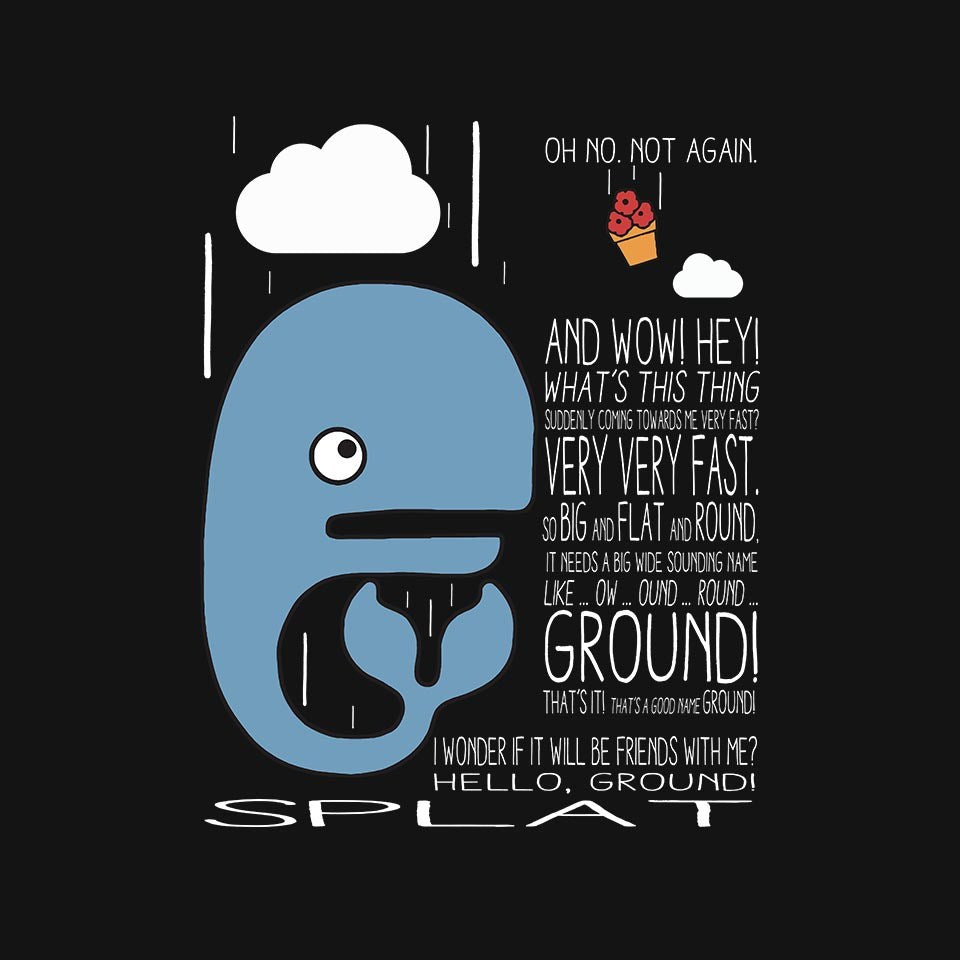 OH NO. NOT AGAIN.
AND WOW! HEY!
WHAT'S THIS THING
SUDDENLY COMING TOWARDS ME VERY FAST?
VERY VERY FAST.
SO BIG AND FLAT AND ROUND,
IT NEEDS A BIG WIDE SOUNDING NAME
LIKE ... OW ... OUND ... ROUND ...
GROUND!
THAT'S IT! THAT'S A GOOD NAME GROUND!
I WONDER IF IT WILL BE FRIENDS WITH ME?
HELLO, GROUND!
SPLAT